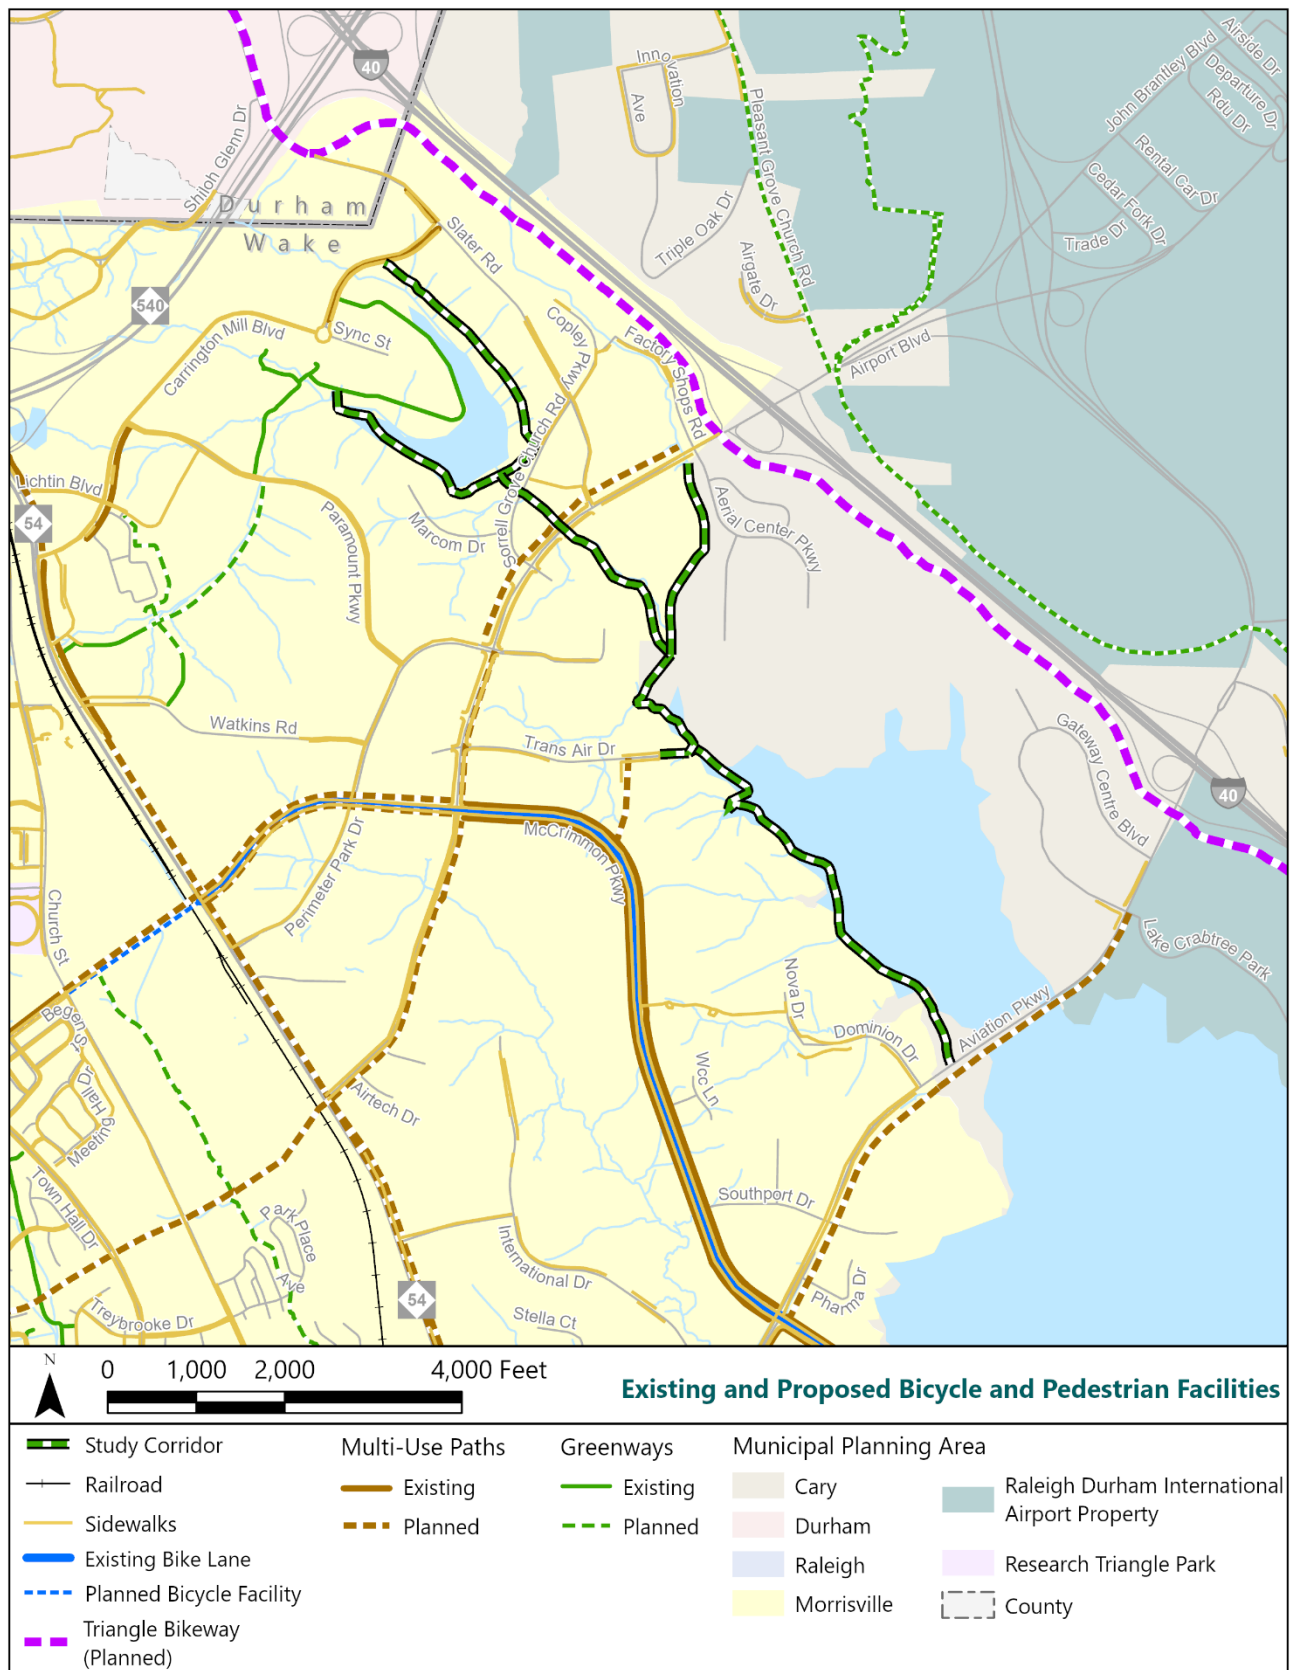 40
Innovation
Ave
Pleasant Grove Church Rd
John Brantley Blvd
Airside Dr
Departure Dr
Rdu Dr
Rental Car Dr
Cedar Fork Dr
Trade Dr
Shiloh Glenn Dr
Durham
Wake
Slater Rd
Triple Oak Dr
Airgate Dr
540
Carrington Mill Blvd
Sync St
Copley Pkwy
Factory Shops Rd
Airport Blvd
Sorrell Grove Church Rd
Lichtin Blvd
54
Paramount Pkwy
Marcom Dr
Aerial Center Pkwy
Watkins Rd
Trans Air Dr
Gateway Centre Blvd
40
McCrimmon Pkwy
Perimeter Park Dr
Church St
Lake Crabtree Park
Nova Dr
Dominion Dr
Aviation Pkwy
Begen St
Wcc Ln
Airtech Dr
Meeting Hall Dr
Town Hall Dr
Southport Dr
Park Place
Ave
International Dr
Pharma Dr
54
Treybrooke Dr
Stella Ct
N
0 1,000 2,000 4,000 Feet
Existing and Proposed Bicycle and Pedestrian Facilities
Study Corridor
Railroad
Sidewalks
Existing Bike Lane
Planned Bicycle Facility
Triangle Bikeway
(Planned)
Multi-Use Paths
Existing
Planned
Greenways
Existing
Planned
Municipal Planning Area
Cary
Durham
Raleigh
Morrisville
Raleigh Durham International
Airport Property
Research Triangle Park
County